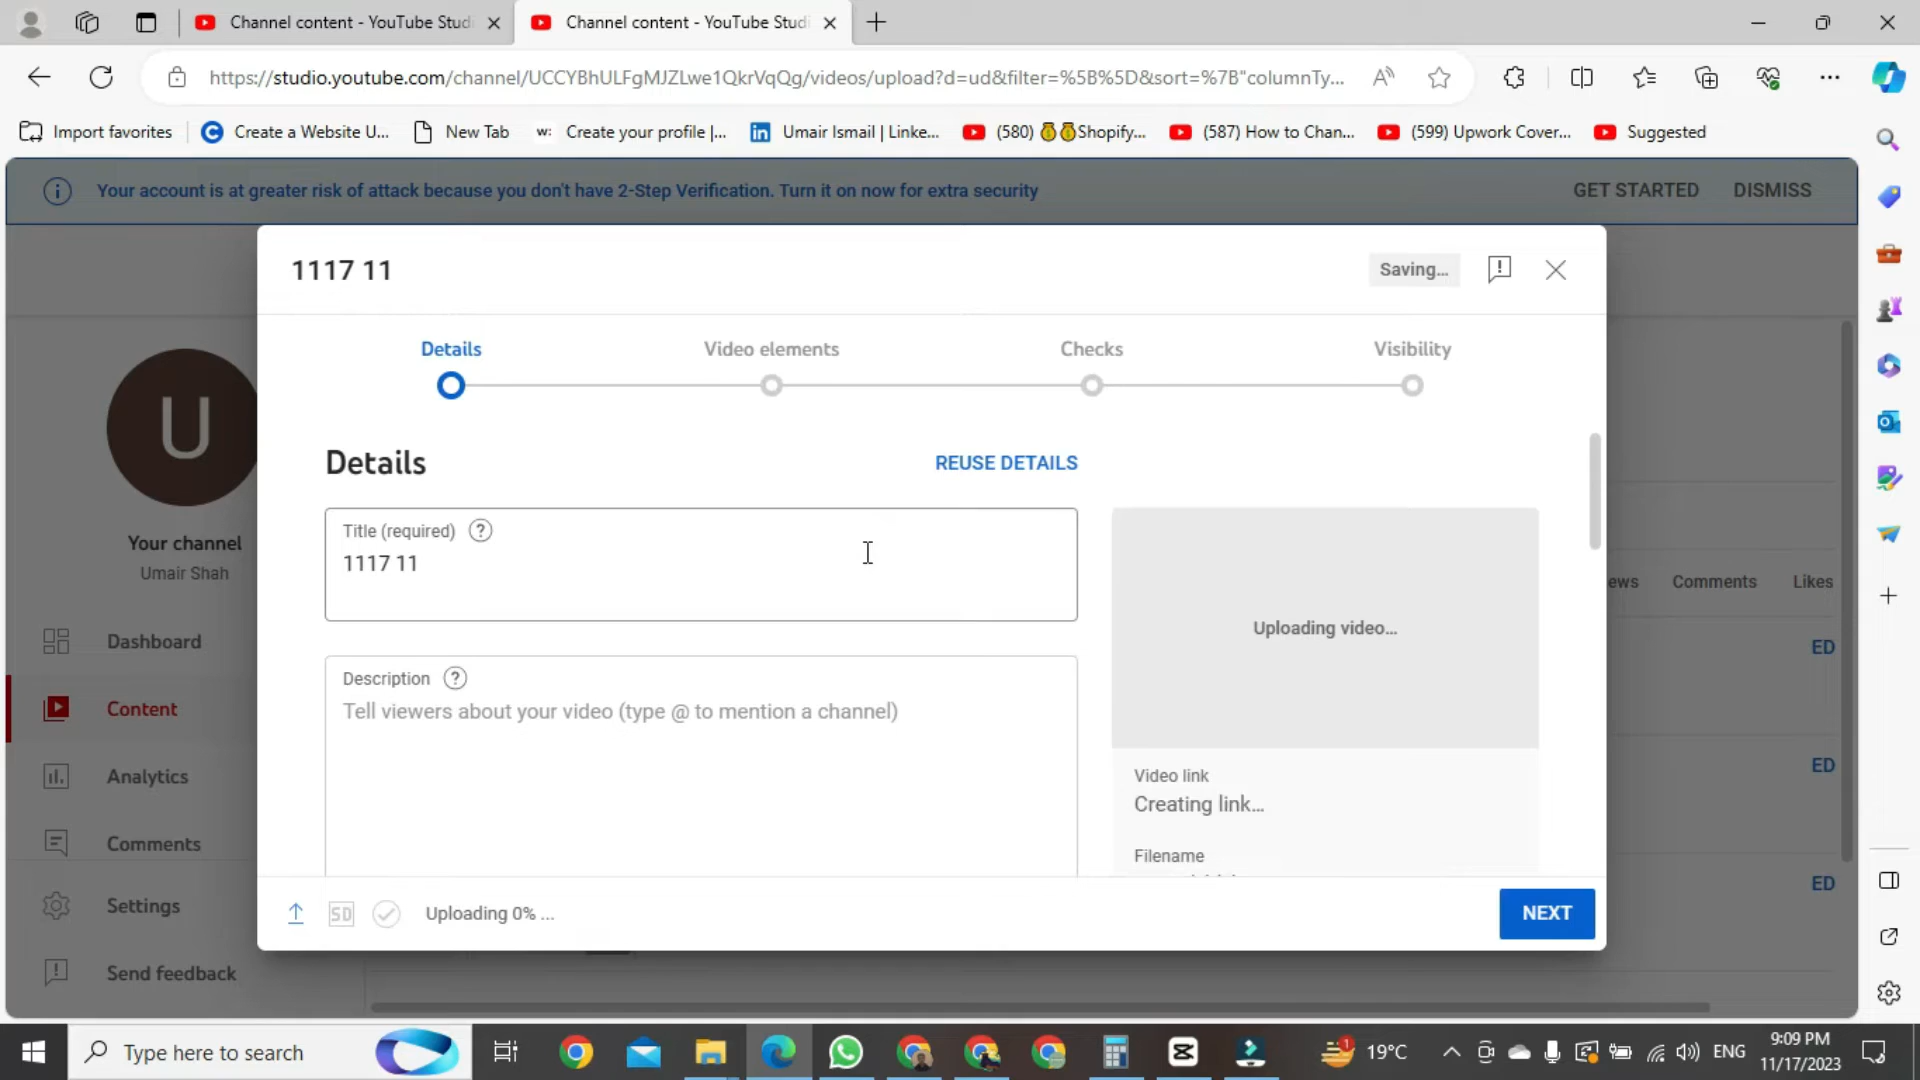 Channel content - YouTube Studi
Channel content - YouTube Studi
https://studio.youtube.com/channel/UCCYBhULFgMJZLwe1QkrVqQg/videos/upload?d=ud&filter=%5B%5D&sort=%7B"columnTy...
Import favorites
Create a Website U...
New Tab
w:
Create your profile |...
Umair Ismail | Linke...
(580) 💰💰Shopify...
(587) How to Chan...
(599) Upwork Cover...
Suggested
Your account is at greater risk of attack because you don't have 2-Step Verification. Turn it on now for extra security
GET STARTED
DISMISS
1117 11
Saving...
Details
Video elements
Checks
Visibility
U
Your channel
Umair Shah
Dashboard
Content
Analytics
Comments
Settings
Send feedback
Details
REUSE DETAILS
Title (required)
1117 11
Description
Tell viewers about your video (type @ to mention a channel)
Uploading video...
Video link
Creating link...
Filename
ews
Comments
Likes
ED
ED
ED
SD
Uploading 0% ...
NEXT
Type here to search
19°C
ENG
9:09 PM
11/17/2023